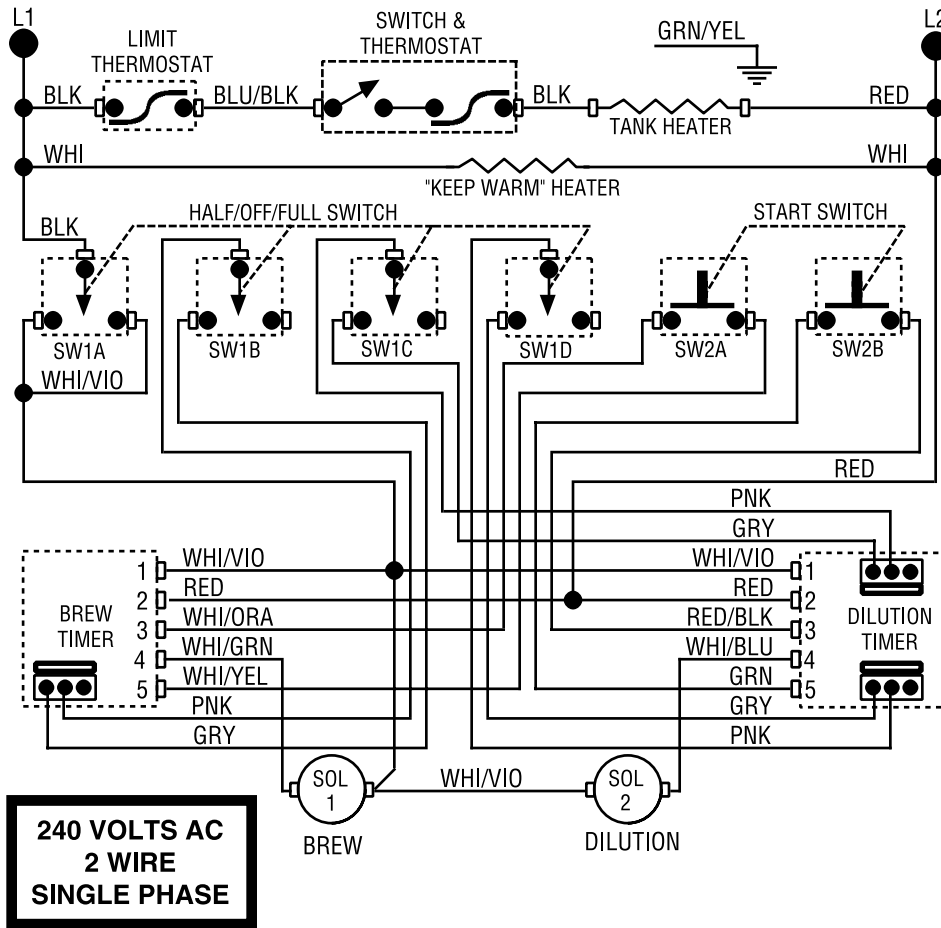 L1
L2
LIMIT
THERMOSTAT
SWITCH &
THERMOSTAT
GRN/YEL
BLK
BLU/BLK
BLK
TANK HEATER
RED
WHI
"KEEP WARM" HEATER
WHI
BLK
HALF/OFF/FULL SWITCH
START SWITCH
SW1A
SW1B
SW1C
SW1D
SW2A
SW2B
WHI/VIO
RED
PNK
GRY
BREW
TIMER
1
WHI/VIO
2
RED
3
WHI/ORA
4
WHI/GRN
5
WHI/YEL
PNK
GRY
WHI/VIO
1
RED
2
RED/BLK
3
WHI/BLU
4
GRN
5
GRY
PNK
DILUTION
TIMER
SOL
1
BREW
WHI/VIO
SOL
2
DILUTION
240 VOLTS AC
2 WIRE
SINGLE PHASE